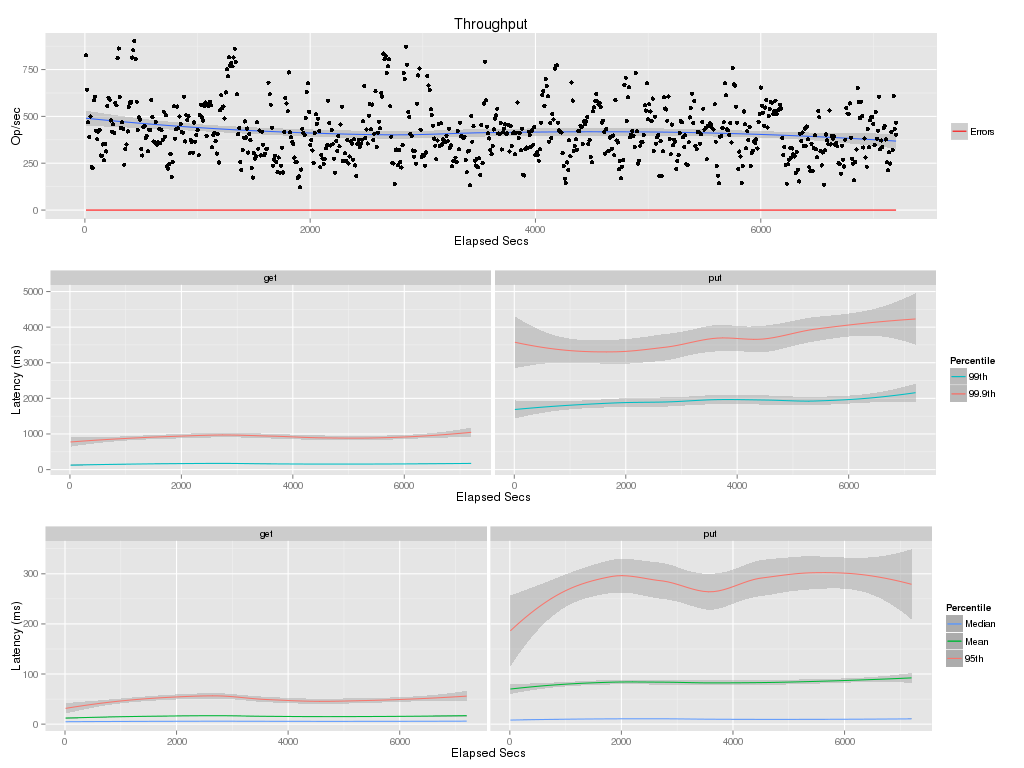 Throughput
Op/sec
750
500
250
0
0 2000 4000 6000
Elapsed Secs
Errors
get put
Latency (ms)
5000
4000
3000
2000
1000
0
0 2000 4000 6000 0 2000 4000 6000
Elapsed Secs
Percentile
99th
99.9th
get put
Latency (ms)
300
200
100
0
0 2000 4000 6000 0 2000 4000 6000
Elapsed Secs
Percentile
Median
Mean
95th